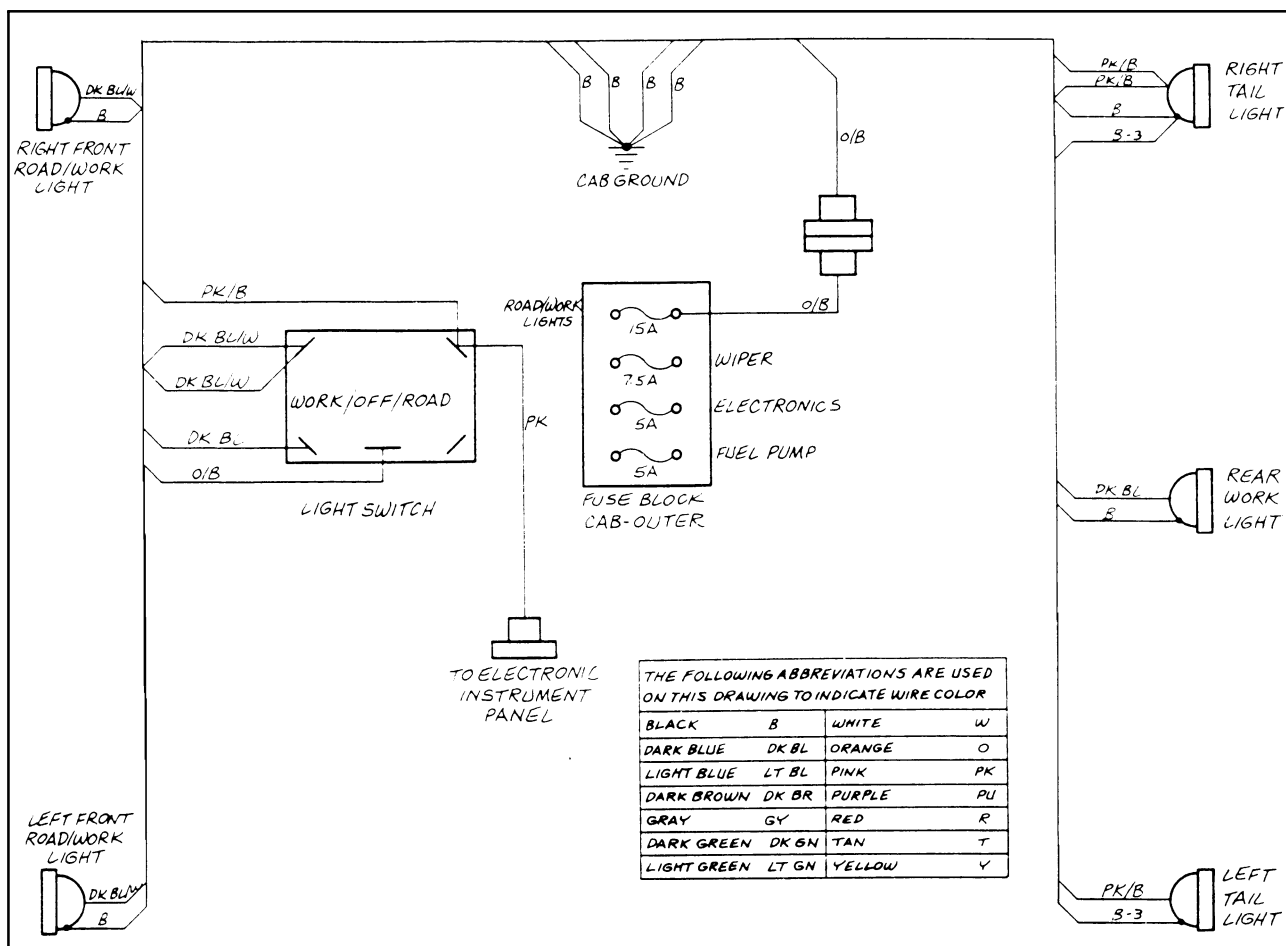 DK BL/W
B
RIGHT FRONT
ROAD/WORK
LIGHT
B
B
B
B
CAB GROUND
O/B
PK/B
PK/B
B
B-3
RIGHT
TAIL
LIGHT
PK/B
DK BL/W
DK BL/W
WORK/OFF/ROAD
DK BL
O/B
LIGHT SWITCH
PK
TO ELECTRONIC
INSTRUMENT
PANEL
ROAD/WORK
LIGHTS
15A
O/B
7.5A
WIPER
5A
ELECTRONICS
5A
FUEL PUMP
FUSE BLOCK
CAB-OUTER
DK BL
B
REAR
WORK
LIGHT
THE FOLLOWING ABBREVIATIONS ARE USED
ON THIS DRAWING TO INDICATE WIRE COLOR
BLACK B WHITE W
DARK BLUE DK BL ORANGE O
LIGHT BLUE LT BL PINK PK
DARK BROWN DK BR PURPLE PU
GRAY GY RED R
DARK GREEN DK GN TAN T
LIGHT GREEN LT GN YELLOW Y
LEFT FRONT
ROAD/WORK
LIGHT
DK BL/W
B
PK/B
B-3
LEFT
TAIL
LIGHT